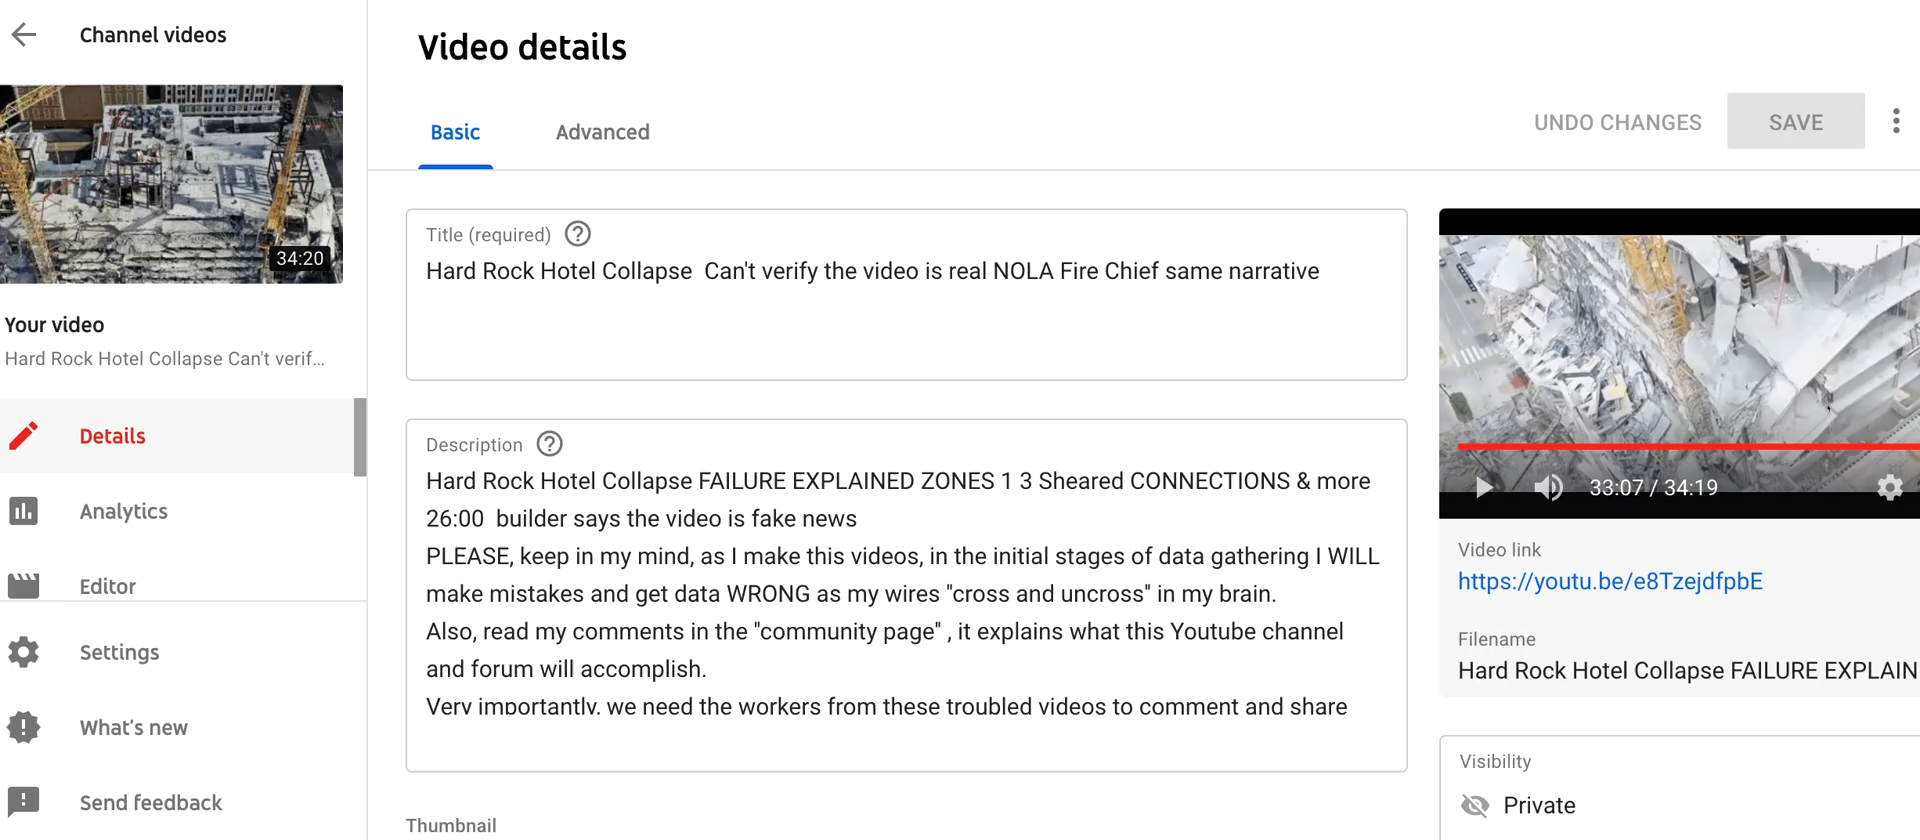 Channel videos
34:20
Your video
Hard Rock Hotel Collapse Can't verif...
Details
Analytics
Editor
Settings
What's new
Send feedback
Video details
Basic
Advanced
UNDO CHANGES
SAVE
Title (required)
Hard Rock Hotel Collapse  Can't verify the video is real NOLA Fire Chief same narrative
Description
Hard Rock Hotel Collapse FAILURE EXPLAINED ZONES 1 3 Sheared CONNECTIONS & more
26:00  builder says the video is fake news
PLEASE, keep in my mind, as I make this videos, in the initial stages of data gathering I WILL
make mistakes and get data WRONG as my wires "cross and uncross" in my brain.
Also, read my comments in the "community page" , it explains what this Youtube channel
and forum will accomplish.
Very importantly, we need the workers from these troubled videos to comment and share
Thumbnail
33:07 / 34:19
Video link
https://youtu.be/e8TzejdfpbE
Filename
Hard Rock Hotel Collapse FAILURE EXPLAIN
Visibility
Private